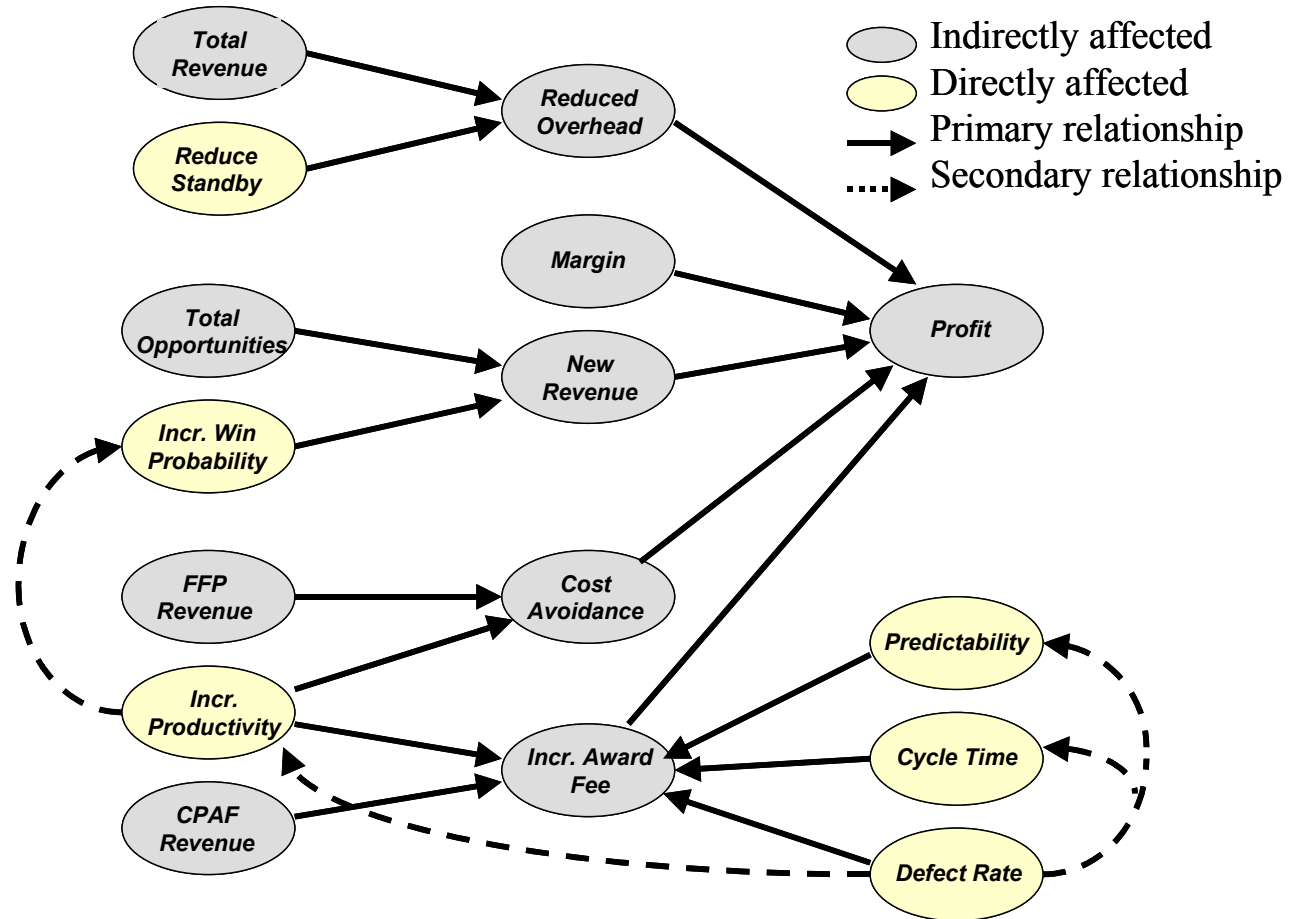 Total
Revenue
Reduce
Standby
Reduced
Overhead
Indirectly affected
Directly affected
Primary relationship
Secondary relationship
Margin
Total
Opportunities
New
Revenue
Profit
Incr. Win
Probability
FFP
Revenue
Cost
Avoidance
Predictability
Incr.
Productivity
Incr. Award
Fee
Cycle Time
CPAF
Revenue
Defect Rate